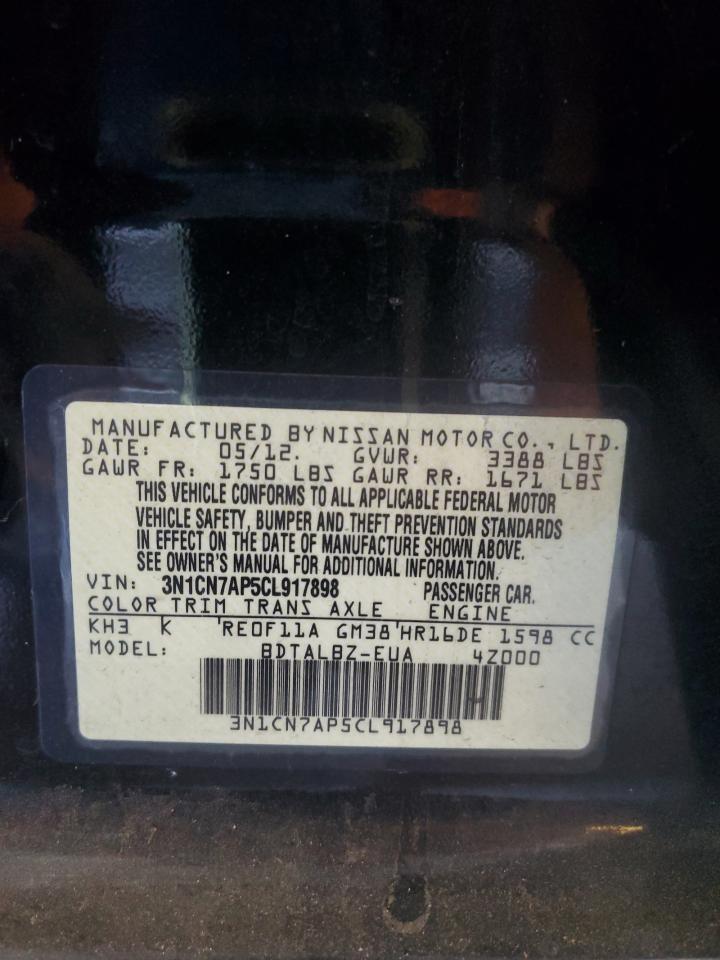 MANUFACTURED BY NISSAN MOTOR CO., LTD.
DATE: 05/12. GVWR: 3388 LBS
GAWR FR: 1750 LBS GAWR RR: 1671 LBS
THIS VEHICLE CONFORMS TO ALL APPLICABLE FEDERAL MOTOR
VEHICLE SAFETY, BUMPER AND THEFT PREVENTION STANDARDS
IN EFFECT ON THE DATE OF MANUFACTURE SHOWN ABOVE.
SEE OWNER'S MANUAL FOR ADDITIONAL INFORMATION.
VIN: 3N1CN7AP5CL917898 PASSENGER CAR.
COLOR TRIM TRANS AXLE ENGINE
KH3 K RE0F11A GM38 HR16DE 1598 CC
MODEL: BDTALBZ-EUA 4Z000
3N1CN7AP5CL917898